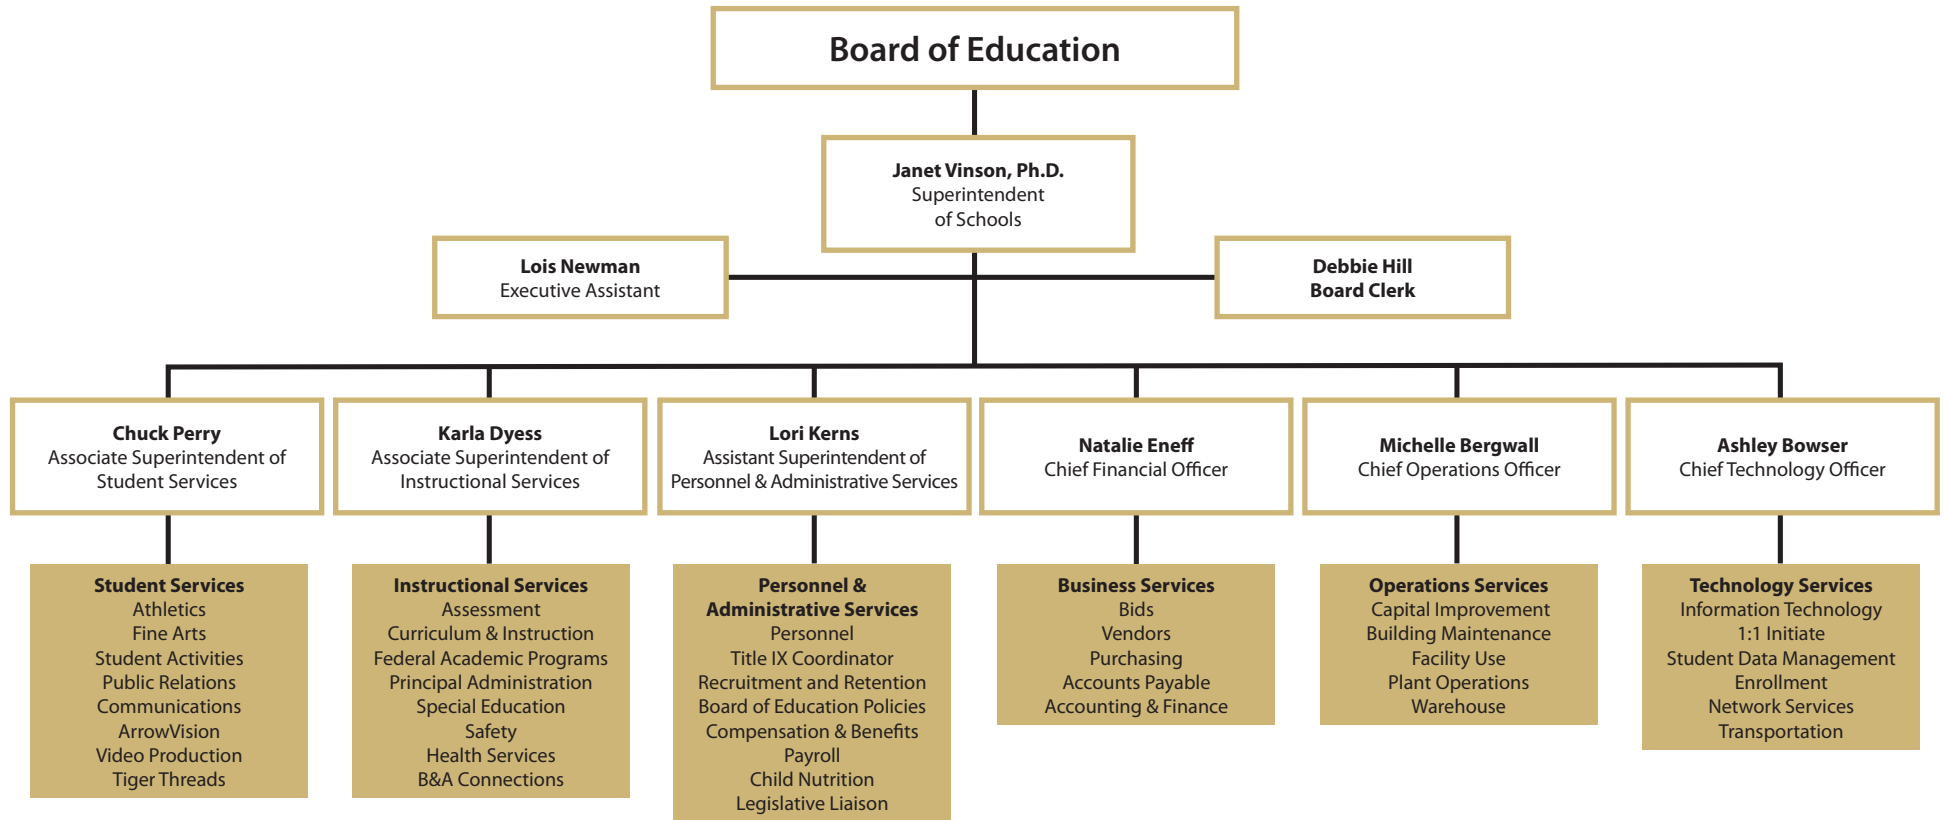 Board of Education
Janet Vinson, Ph.D.
Superintendent
of Schools
Lois Newman
Executive Assistant
Debbie Hill
Board Clerk
Chuck Perry
Associate Superintendent of
Student Services
Karla Dyess
Associate Superintendent of
Instructional Services
Lori Kerns
Assistant Superintendent of
Personnel & Administrative Services
Natalie Eneff
Chief Financial Officer
Michelle Bergwall
Chief Operations Officer
Ashley Bowser
Chief Technology Officer
Student Services
Athletics
Fine Arts
Student Activities
Public Relations
Communications
ArrowVision
Video Production
Tiger Threads
Instructional Services
Assessment
Curriculum & Instruction
Federal Academic Programs
Principal Administration
Special Education
Safety
Health Services
B&A Connections
Personnel &
Administrative Services
Personnel
Title IX Coordinator
Recruitment and Retention
Board of Education Policies
Compensation & Benefits
Payroll
Child Nutrition
Legislative Liaison
Business Services
Bids
Vendors
Purchasing
Accounts Payable
Accounting & Finance
Operations Services
Capital Improvement
Building Maintenance
Facility Use
Plant Operations
Warehouse
Technology Services
Information Technology
1:1 Initiate
Student Data Management
Enrollment
Network Services
Transportation